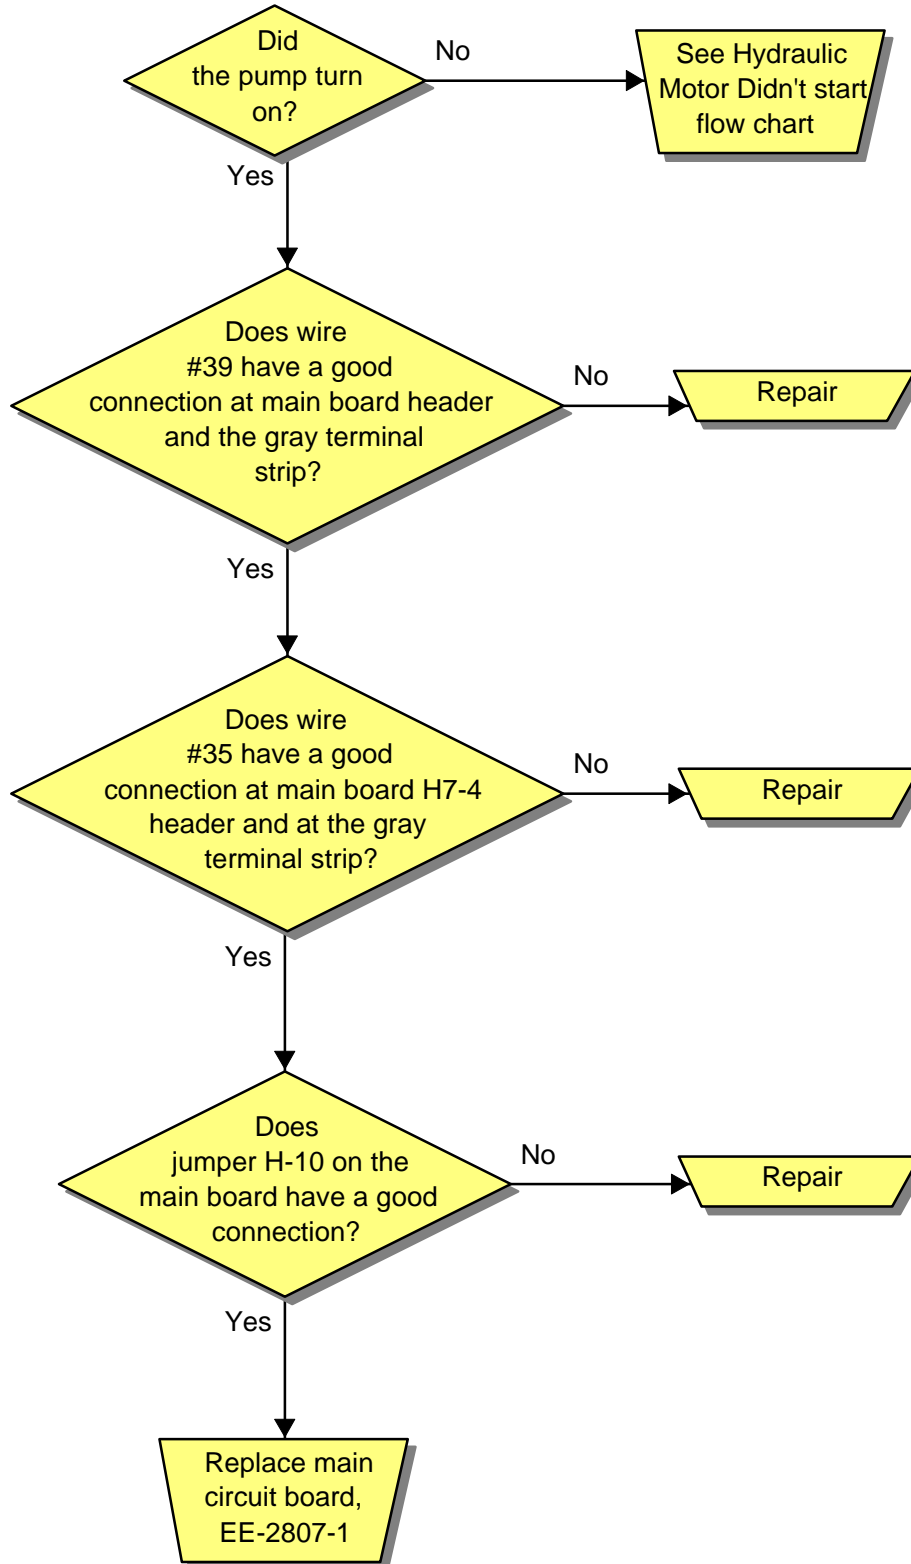 Did
the pump turn
on?
No
See Hydraulic
Motor Didn't start
flow chart
Yes
Does wire
#39 have a good
connection at main board header
and the gray terminal
strip?
No
Repair
Yes
Does wire
#35 have a good
connection at main board H7-4
header and at the gray
terminal strip?
No
Repair
Yes
Does
jumper H-10 on the
main board have a good
connection?
No
Repair
Yes
Replace main
circuit board,
EE-2807-1